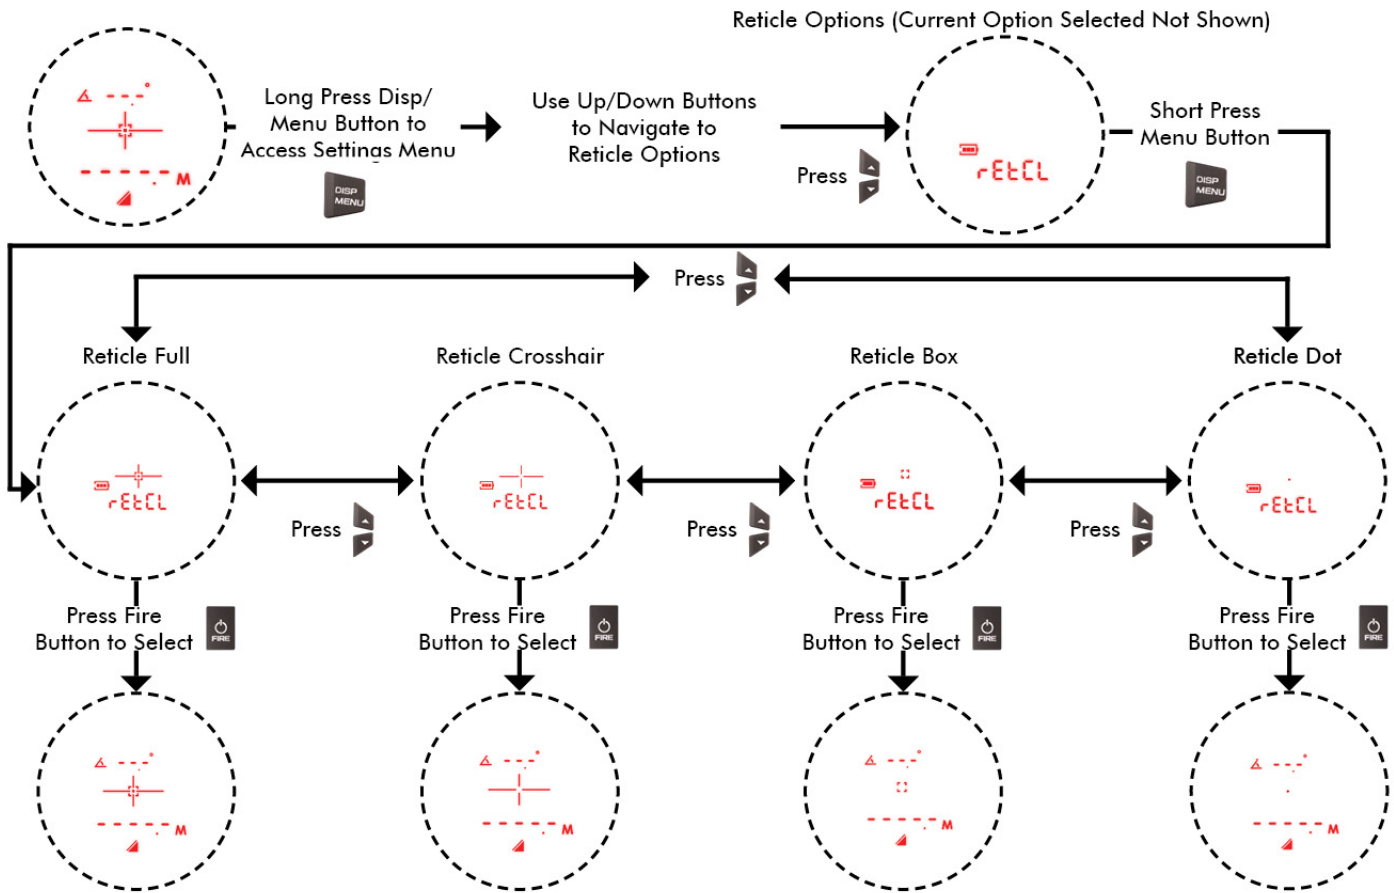 Reticle Options (Current Option Selected Not Shown)
Long Press Disp/
Menu Button to
Access Settings Menu
DISP
MENU
Use Up/Down Buttons
to Navigate to
Reticle Options
Press
rEtCL
Short Press
Menu Button
DISP
MENU
M
Press
Reticle Full
Reticle Crosshair
Reticle Box
Reticle Dot
rEtCL
rEtCL
rEtCL
rEtCL
Press
Press
Press
Press Fire
Button to Select
FIRE
Press Fire
Button to Select
FIRE
Press Fire
Button to Select
FIRE
Press Fire
Button to Select
FIRE
M
M
M
M